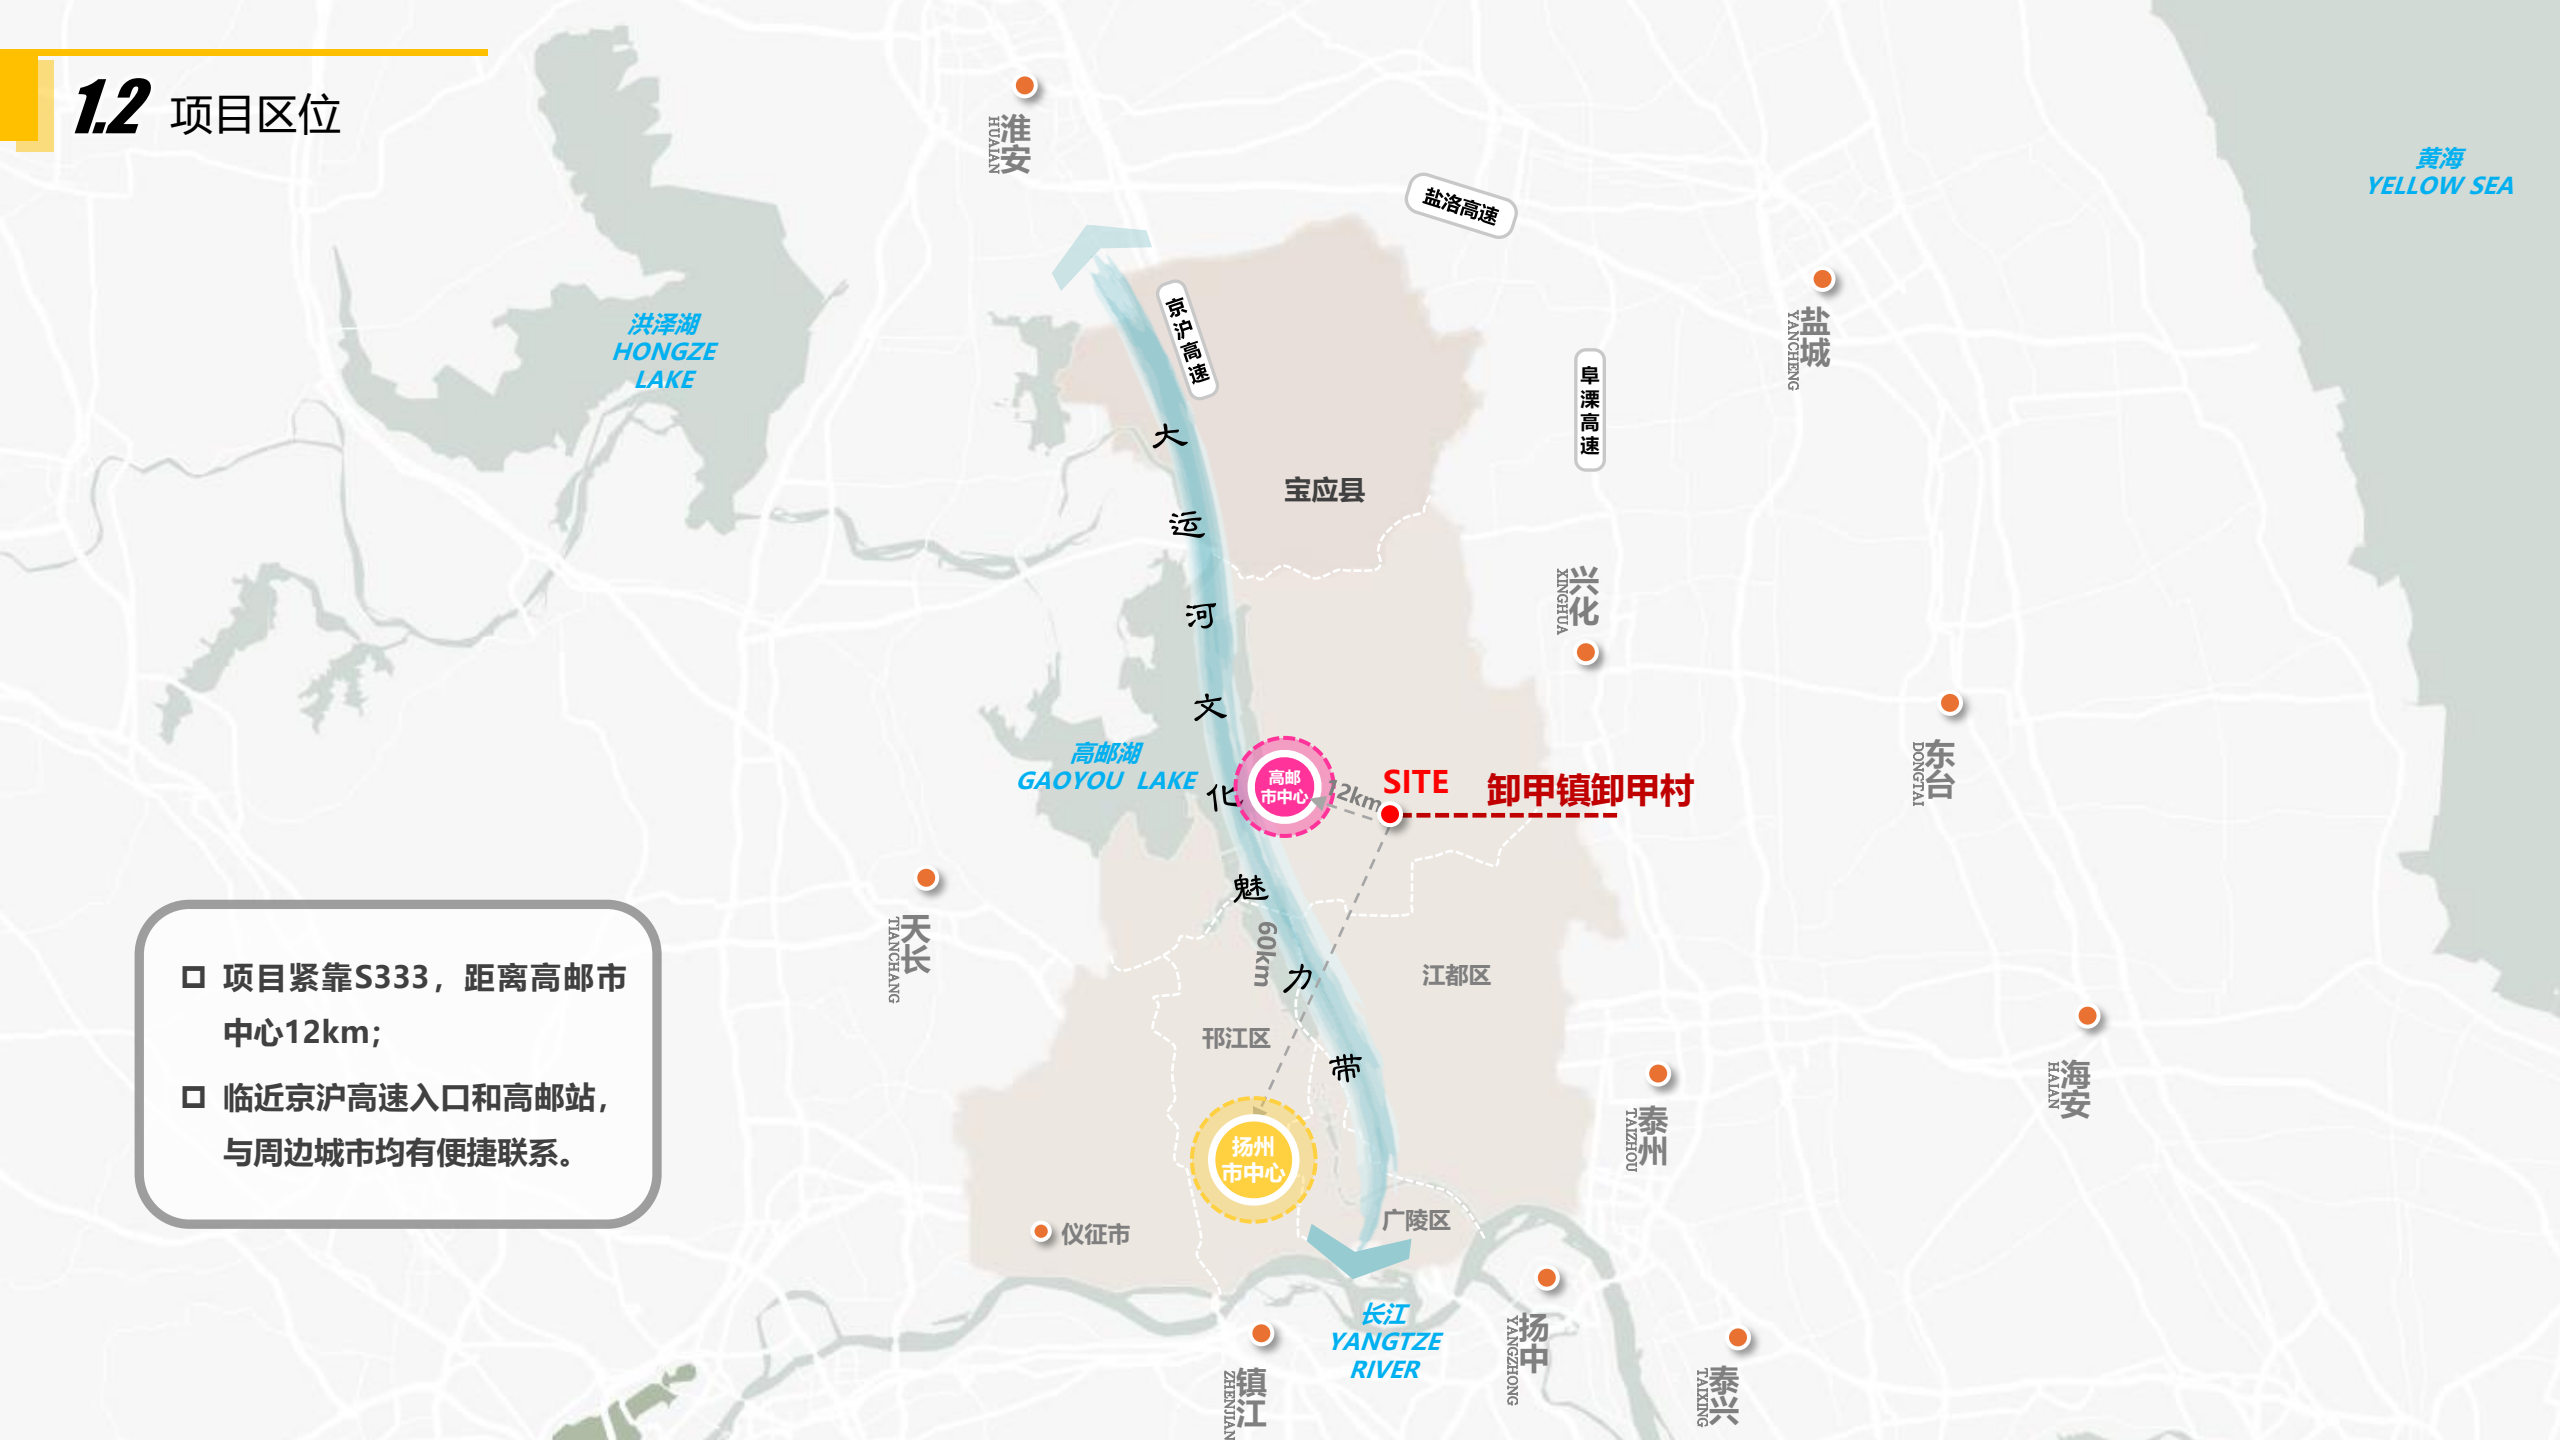 1.2 项目区位
淮安
HUAIAN
盐洛高速
黄海
YELLOW SEA
京沪高速
盐城
YANCHENG
洪泽湖
HONGZE
LAKE
阜溧高速
大运河文化魅力带
宝应县
兴化
XINGHUA
东台
DONGTAI
高邮湖
GAOYOU LAKE
高邮
市中心
12km
SITE
卸甲镇卸甲村
天长
TIANCHANG
60km
江都区
邗江区
项目紧靠S333，距离高邮市
中心12km；
临近京沪高速入口和高邮站，
与周边城市均有便捷联系。
海安
HAIAN
泰州
TAIZHOU
扬州
市中心
仪征市
广陵区
长江
YANGTZE
RIVER
扬中
YANGZHONG
镇江
ZHENJIAN
泰兴
TAIXING